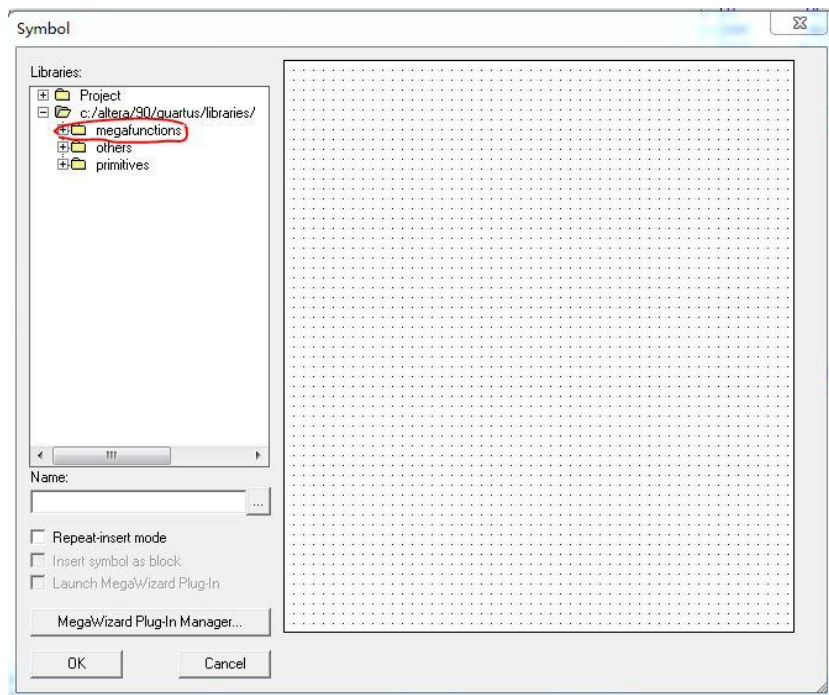 Symbol
Libraries:
Project
c:/altera/90/quartus/libraries/
megafunctions
others
primitives
Name:
...
Repeat-insert mode
Insert symbol as block
Launch MegaWizard Plug-In
MegaWizard Plug-In Manager...
OK
Cancel